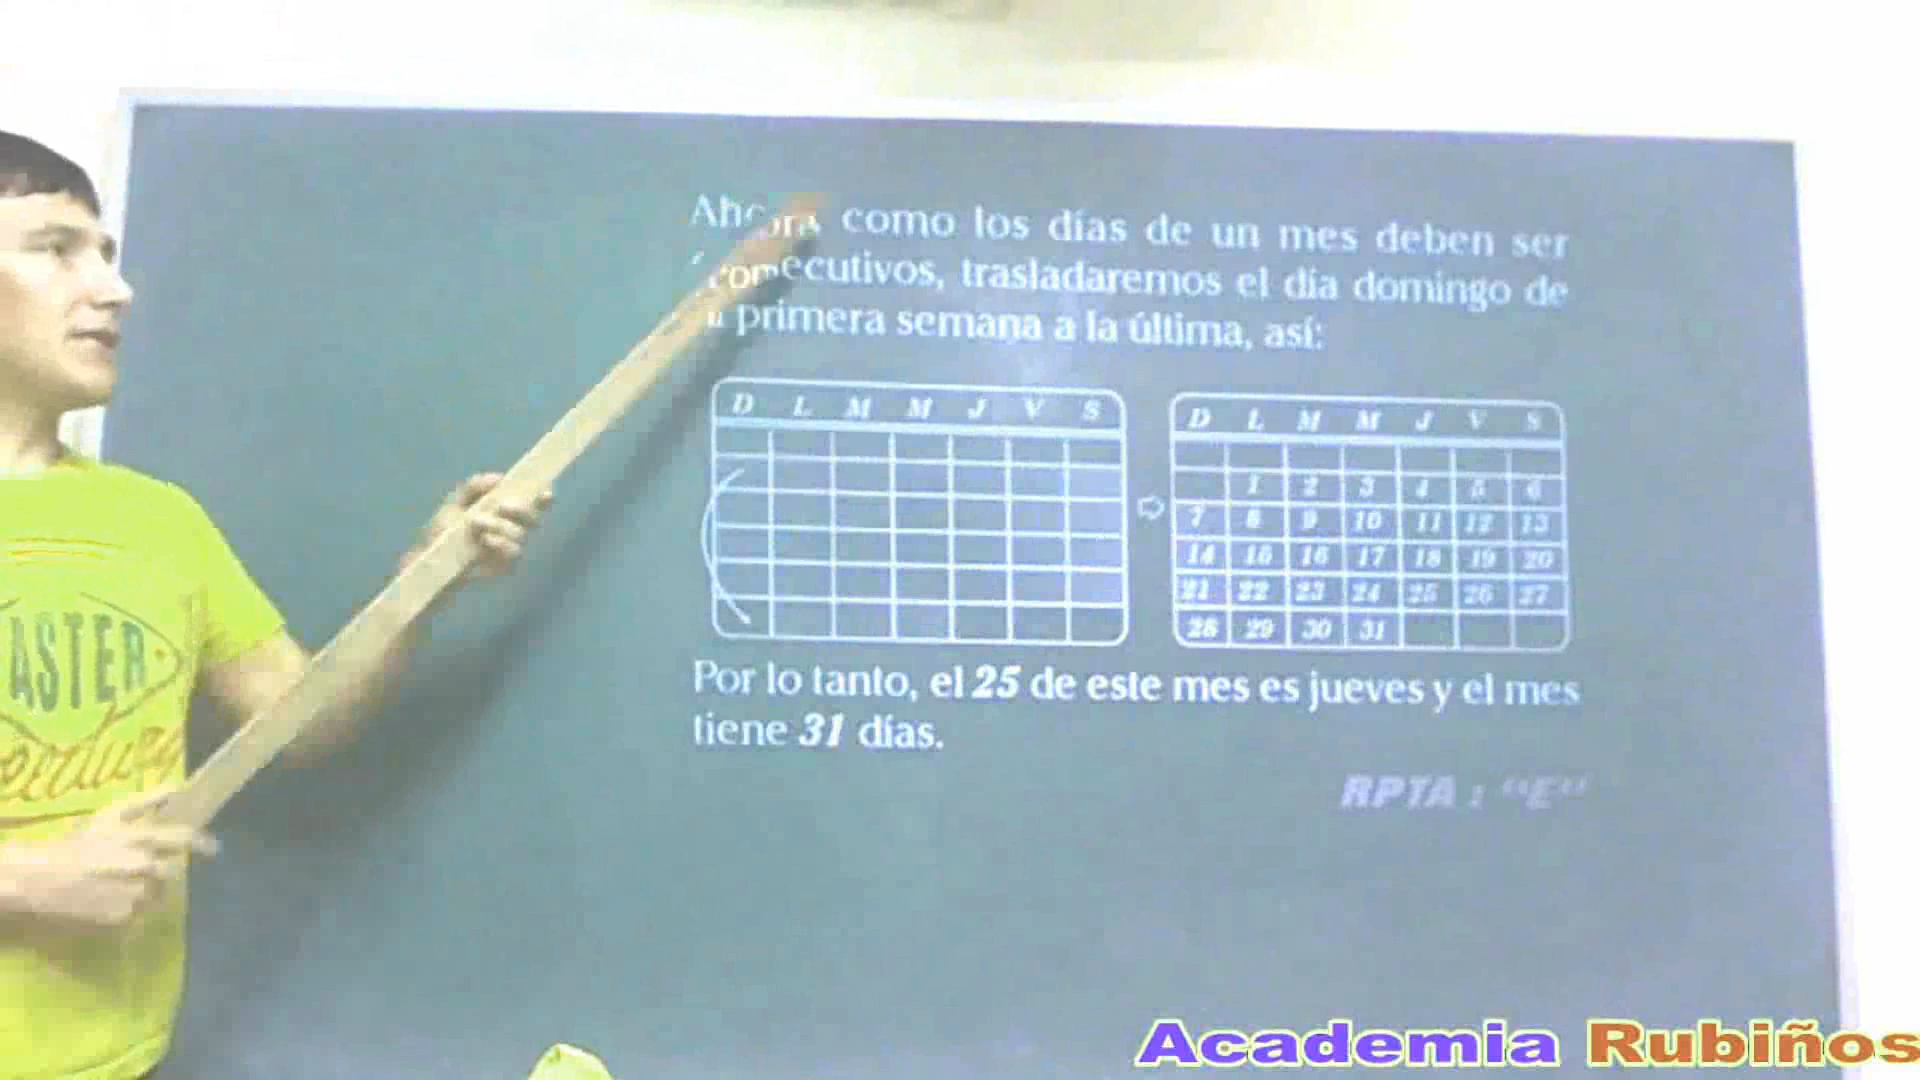 Ahora, como los días de un mes deben ser
consecutivos, trasladaremos el día domingo de
primera semana a la última, así:
D L M M J V S
D L M M J V S
1 2 3 4 5 6
7 8 9 10 11 12 13
14 15 16 17 18 19 20
21 22 23 24 25 26 27
28 29 30 31
Por lo tanto, el 25 de este mes es jueves y el mes
tiene 31 días.
RPTA : "E"
ASTER
Academia Rubiños